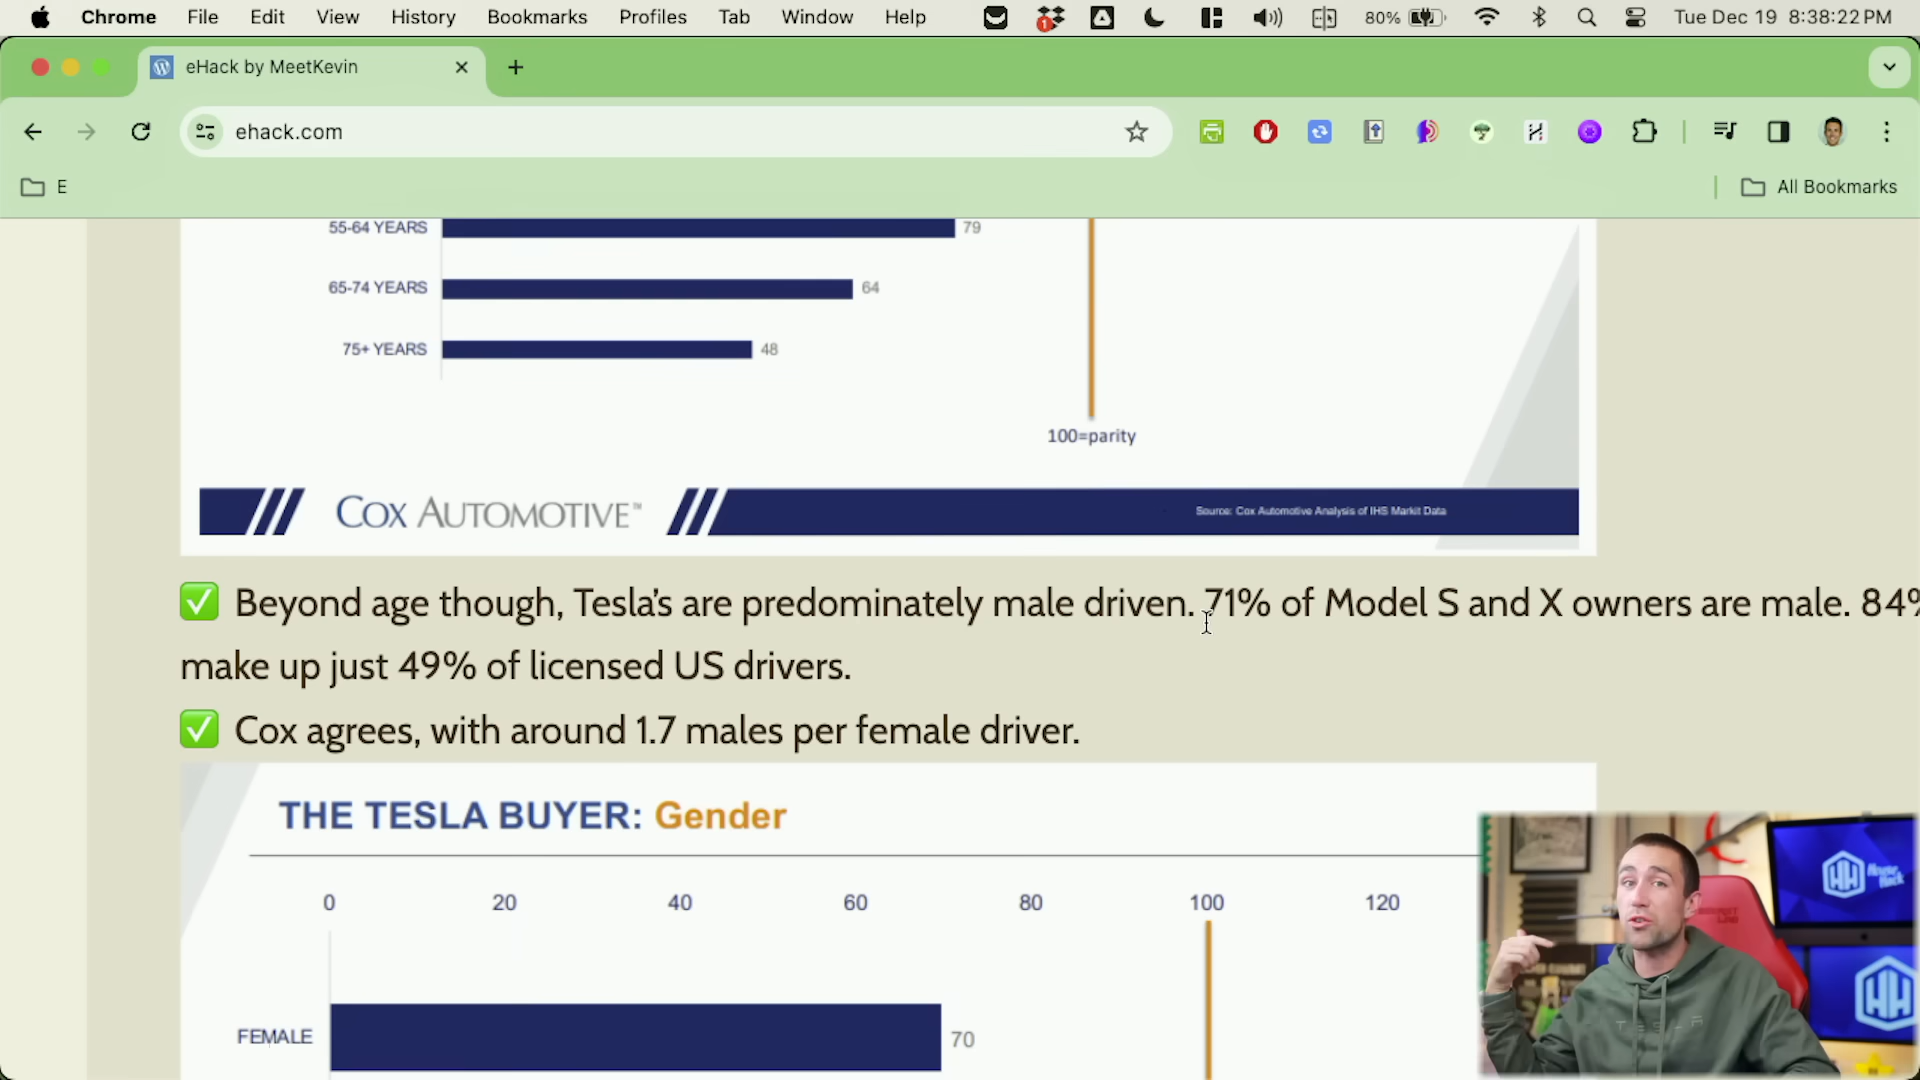 Chrome File Edit View History Bookmarks Profiles Tab Window Help 1 80% Tue Dec 19 8:38:22 PM
eHack by MeetKevin
ehack.com
E All Bookmarks
55-64 YEARS 79
65-74 YEARS 64
75+ YEARS 48
100=parity
COX AUTOMOTIVE™ Source: Cox Automotive Analysis of IHS Markit Data
✅ Beyond age though, Tesla's are predominately male driven. 71% of Model S and X owners are male. 84%
make up just 49% of licensed US drivers.
✅ Cox agrees, with around 1.7 males per female driver.
THE TESLA BUYER: Gender
0 20 40 60 80 100 120
FEMALE 70
House Hack
HH
TESLA